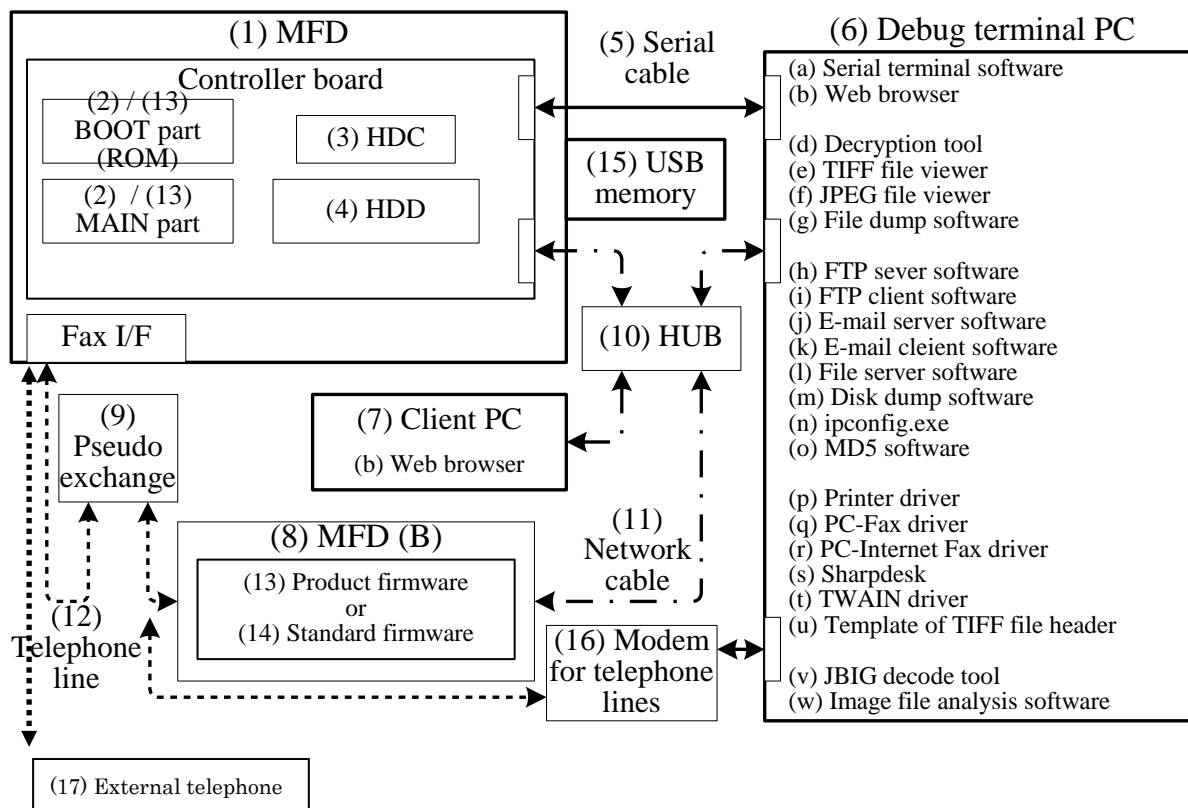 (1) MFD
Controller board
(2) / (13)
BOOT part
(ROM)
(3) HDC
(2) / (13)
MAIN part
(4) HDD
Fax I/F
(5) Serial
cable
(15) USB
memory
(10) HUB
(7) Client PC
(b) Web browser
(9)
Pseudo
exchange
(8) MFD (B)
(13) Product firmware
or
(14) Standard firmware
(11)
Network
cable
(12)
Telephone
line
(16) Modem
for telephone
lines
(17) External telephone
(6) Debug terminal PC
(a) Serial terminal software
(b) Web browser
(d) Decryption tool
(e) TIFF file viewer
(f) JPEG file viewer
(g) File dump software
(h) FTP sever software
(i) FTP client software
(j) E-mail server software
(k) E-mail cleient software
(l) File server software
(m) Disk dump software
(n) ipconfig.exe
(o) MD5 software
(p) Printer driver
(q) PC-Fax driver
(r) PC-Internet Fax driver
(s) Sharpdesk
(t) TWAIN driver
(u) Template of TIFF file header
(v) JBIG decode tool
(w) Image file analysis software